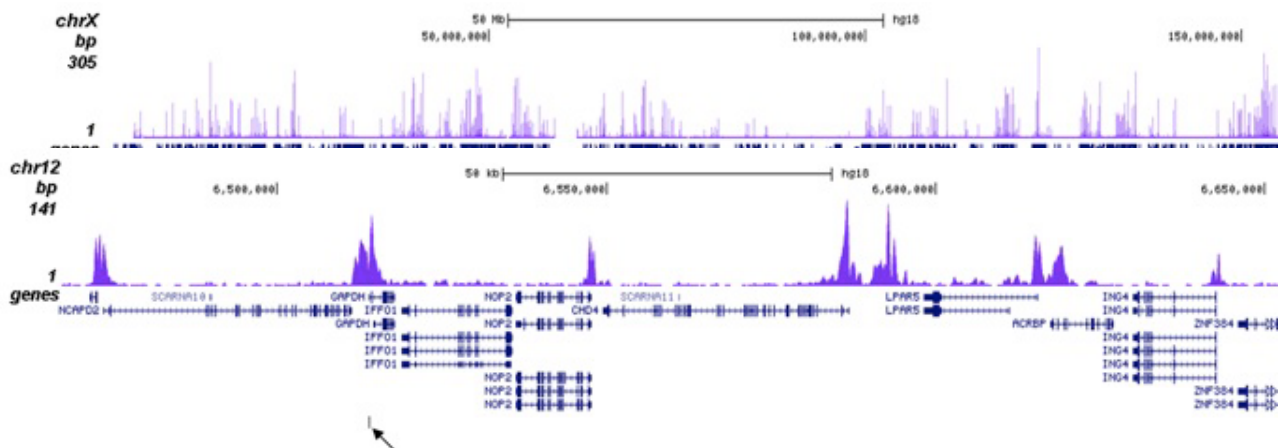 chrX 50 Mb hg18
bp 50,000,000 100,000,000 150,000,000
305
1
genes
chr12 50 kb hg18
bp 6,500,000 6,550,000 6,600,000 6,650,000
141
1
genes SCARNA10 GAPDH NOP2 SCARNA11 LPAR5 ING4
NCAPD2 IFFO1 CHD4 LPAR5 ING4
GAPDH NOP2 ACRBP ZNF384
IFFO1 ING4
IFFO1 ING4
IFFO1 NOP2 ING4
NOP2 ZNF384
NOP2 ZNF384